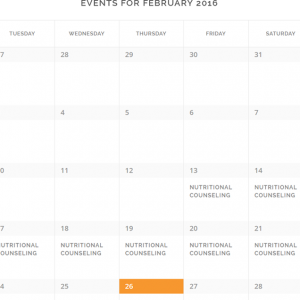 EVENTS FOR FEBRUARY 2016
TUESDAY WEDNESDAY THURSDAY FRIDAY SATURDAY
7 28 29 30 31
4 5 6 7
0 11 12 13 14
NUTRITIONAL NUTRITIONAL
COUNSELING COUNSELING
7 18 19 20 21
UTRITIONAL NUTRITIONAL NUTRITIONAL NUTRITIONAL NUTRITIONAL
OUNSELING COUNSELING COUNSELING COUNSELING COUNSELING
4 25 26 27 28